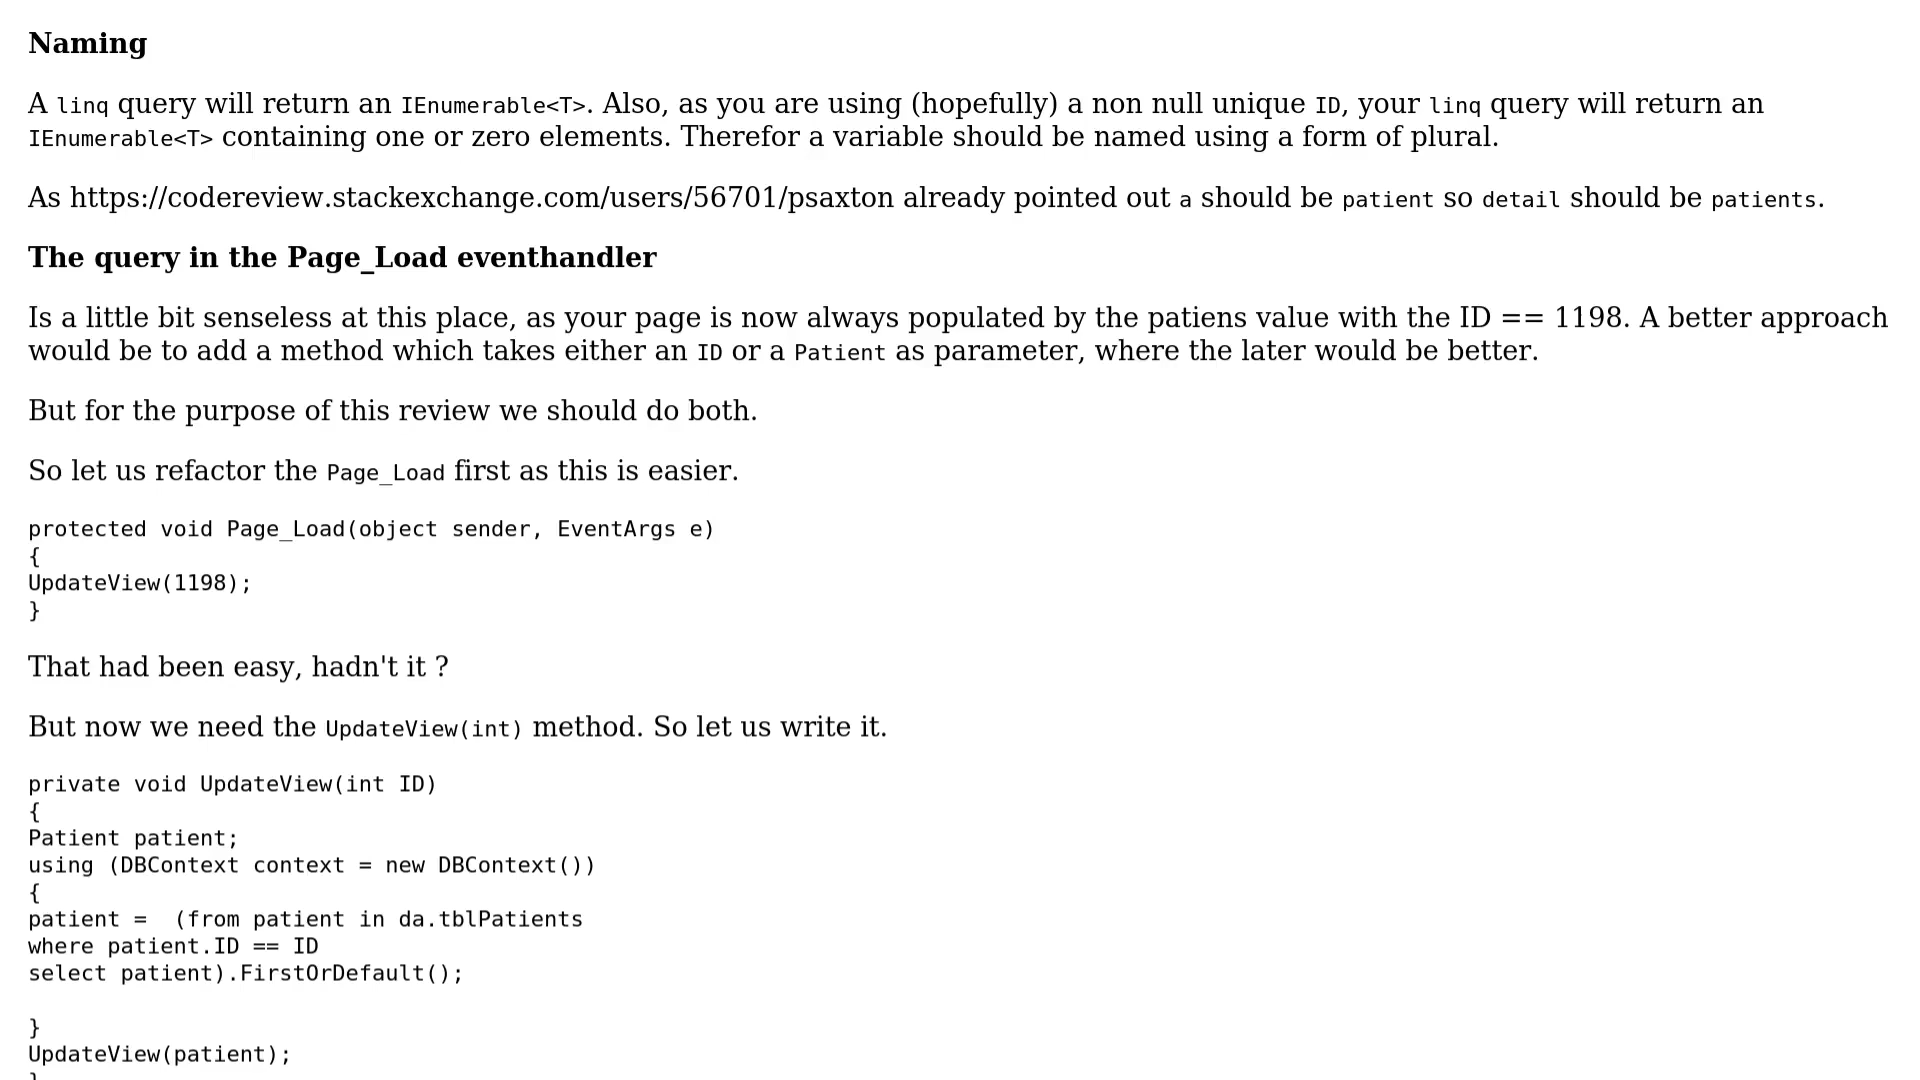 Naming
A linq query will return an IEnumerable<T>. Also, as you are using (hopefully) a non null unique ID, your linq query will return an
IEnumerable<T> containing one or zero elements. Therefor a variable should be named using a form of plural.
As https://codereview.stackexchange.com/users/56701/psaxton already pointed out a should be patient so detail should be patients.
The query in the Page_Load eventhandler
Is a little bit senseless at this place, as your page is now always populated by the patiens value with the ID == 1198. A better approach
would be to add a method which takes either an ID or a Patient as parameter, where the later would be better.
But for the purpose of this review we should do both.
So let us refactor the Page_Load first as this is easier.
protected void Page_Load(object sender, EventArgs e)
{
UpdateView(1198);
}
That had been easy, hadn't it ?
But now we need the UpdateView(int) method. So let us write it.
private void UpdateView(int ID)
{
Patient patient;
using (DBContext context = new DBContext())
{
patient =  (from patient in da.tblPatients
where patient.ID == ID
select patient).FirstOrDefault();
}
UpdateView(patient);
}